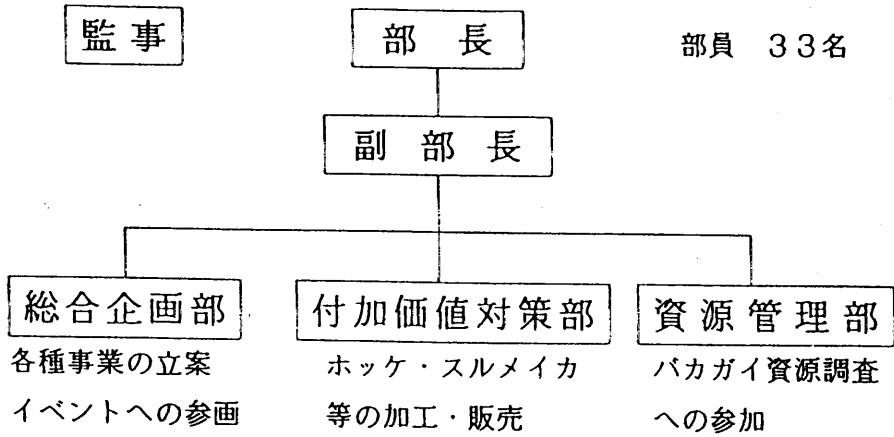 監事
部長
部員 33名
副部長
総合企画部
各種事業の立案
イベントへの参画
付加価値対策部
ホッケ・スルメイカ
等の加工・販売
資源管理部
バカガイ資源調査
への参加